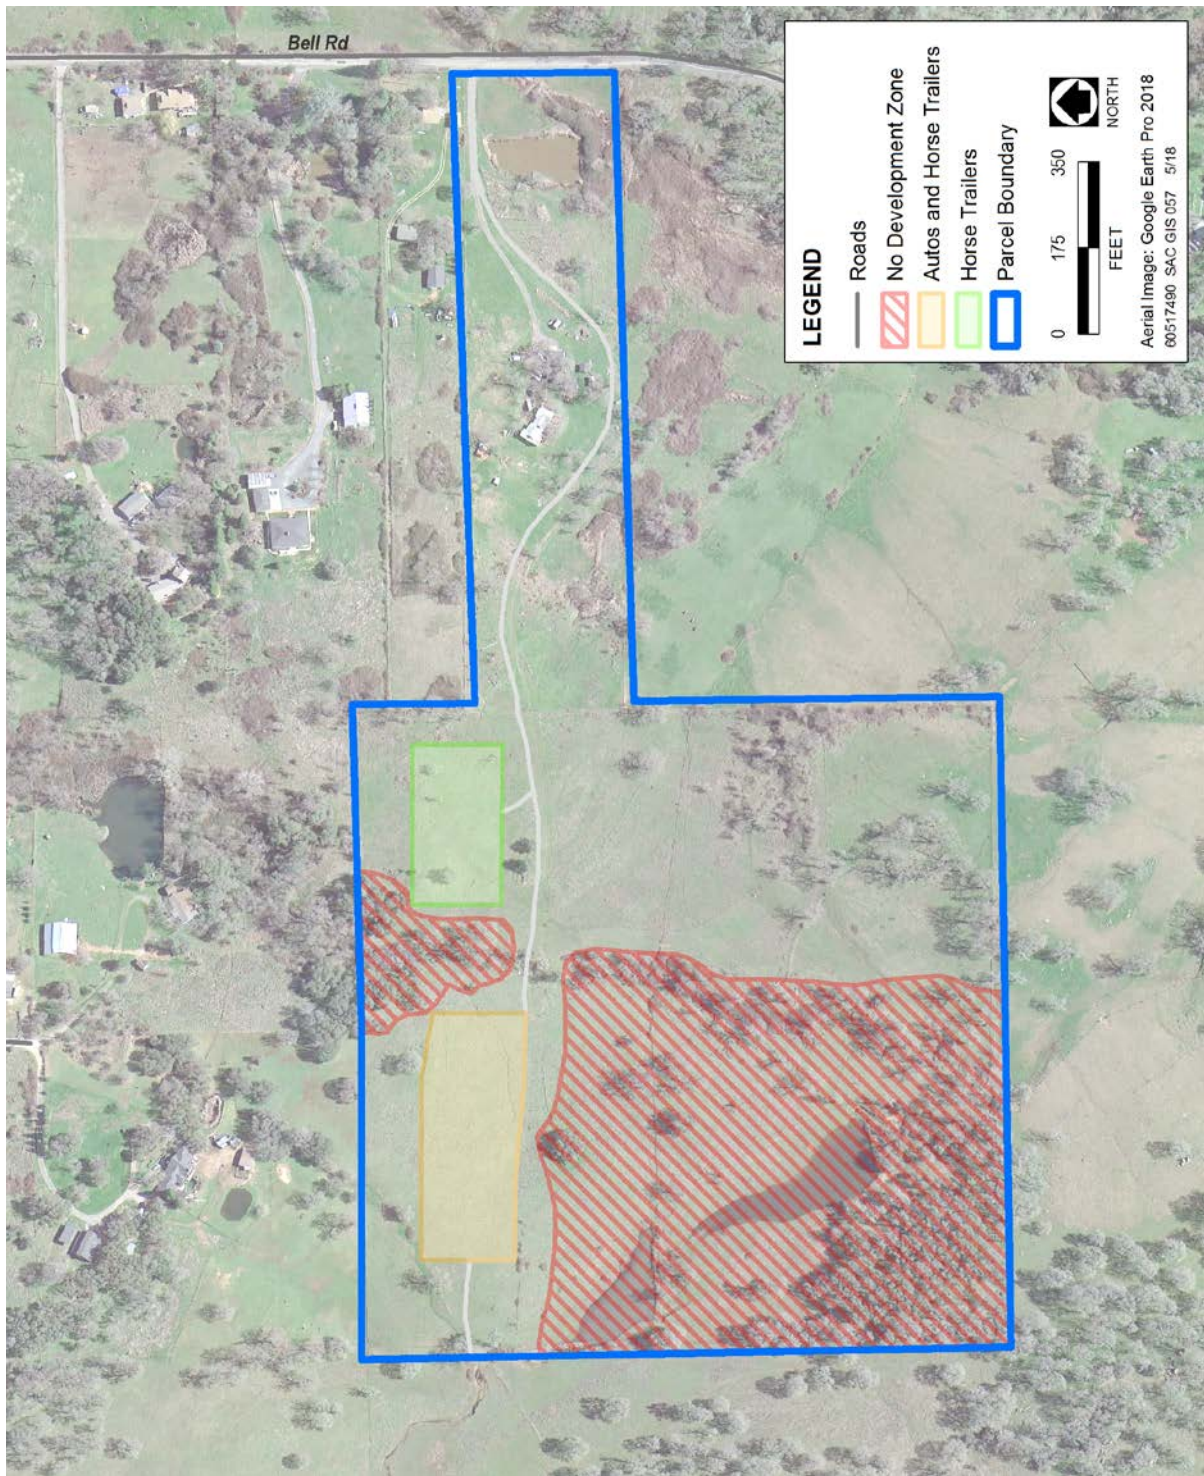 Bell Rd
LEGEND
Roads
No Development Zone
Autos and Horse Trailers
Horse Trailers
Parcel Boundary
0 175 350
FEET
NORTH
Aerial Image: Google Earth Pro 2018
60517490 SAC GIS 057 5/18